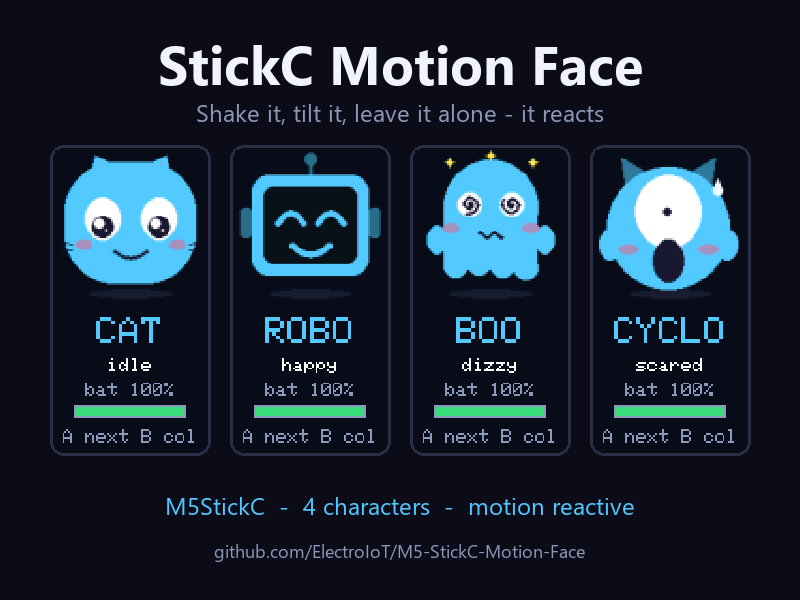 StickC Motion Face
Shake it, tilt it, leave it alone - it reacts
CAT
idle
bat 100%
A next B col
ROBO
happy
bat 100%
A next B col
BOO
dizzy
bat 100%
A next B col
CYCLO
scared
bat 100%
A next B col
M5StickC - 4 characters - motion reactive
github.com/ElectroIoT/M5-StickC-Motion-Face